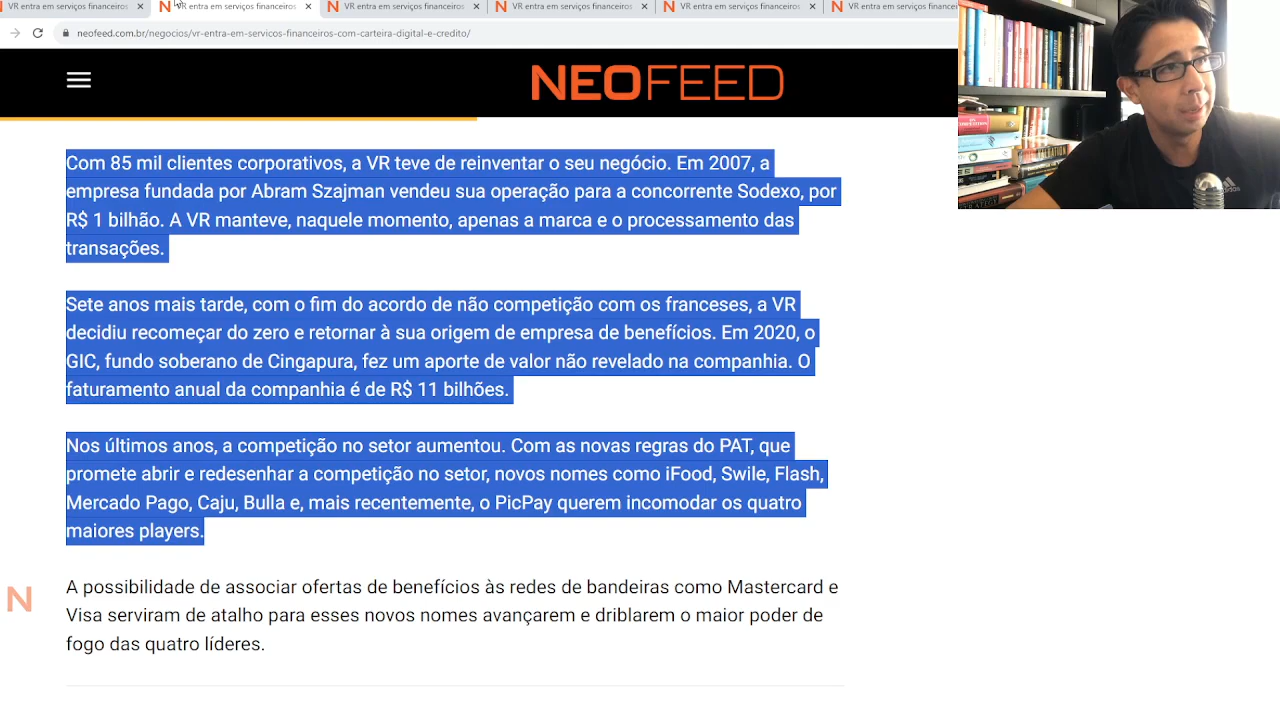 VR entra em serviços financeiros
VR entra em serviços financeiros
VR entra em serviços financeiros
VR entra em serviços financeiros
VR entra em serviços financeiros
VR entra em serviços financeiros
neofeed.com.br/negocios/vr-entra-em-servicos-financeiros-com-carteira-digital-e-credito/
NEOFEED
Com 85 mil clientes corporativos, a VR teve de reinventar o seu negócio. Em 2007, a
empresa fundada por Abram Szajman vendeu sua operação para a concorrente Sodexo, por
R$ 1 bilhão. A VR manteve, naquele momento, apenas a marca e o processamento das
transações.
Sete anos mais tarde, com o fim do acordo de não competição com os franceses, a VR
decidiu recomeçar do zero e retornar à sua origem de empresa de benefícios. Em 2020, o
GIC, fundo soberano de Cingapura, fez um aporte de valor não revelado na companhia. O
faturamento anual da companhia é de R$ 11 bilhões.
Nos últimos anos, a competição no setor aumentou. Com as novas regras do PAT, que
promete abrir e redesenhar a competição no setor, novos nomes como iFood, Swile, Flash,
Mercado Pago, Caju, Bulla e, mais recentemente, o PicPay querem incomodar os quatro
maiores players.
N
A possibilidade de associar ofertas de benefícios às redes de bandeiras como Mastercard e
Visa serviram de atalho para esses novos nomes avançarem e driblarem o maior poder de
fogo das quatro líderes.
adidas